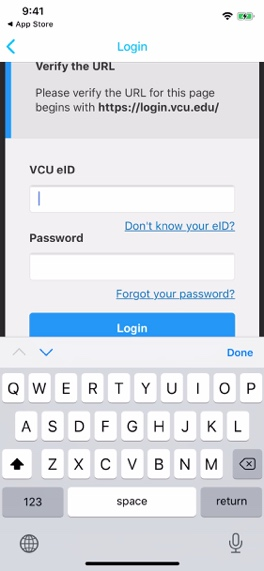 9:41
◀ App Store
Login
Verify the URL
Please verify the URL for this page
begins with https://login.vcu.edu/
VCU eID
Don't know your eID?
Password
Forgot your password?
Login
Done
Q W E R T Y U I O P
A S D F G H J K L
Z X C V B N M
123 space return